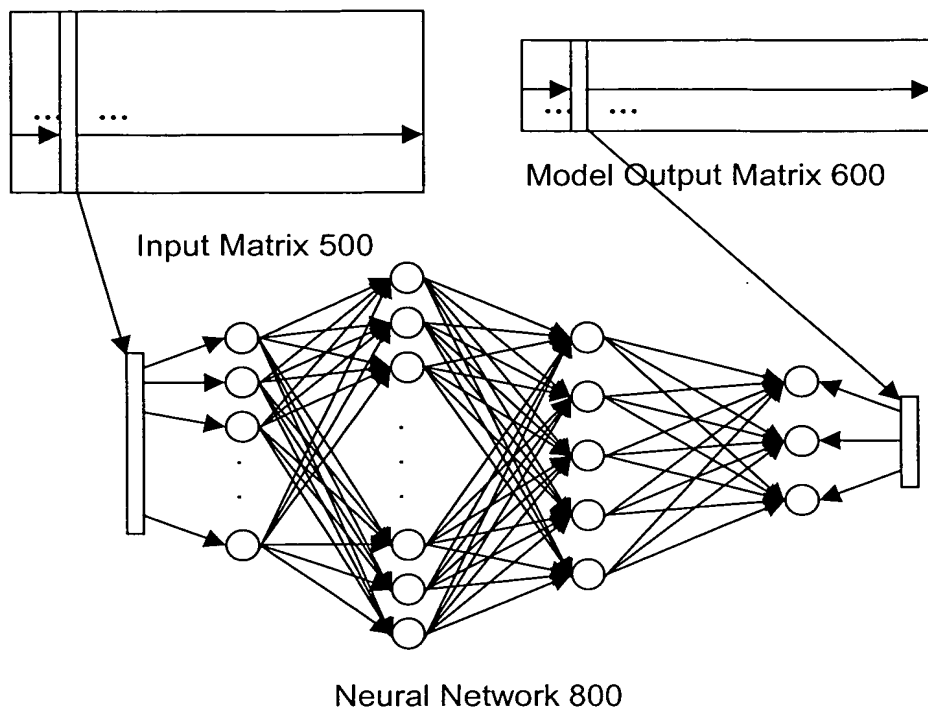 ... ...
... ...
Model Output Matrix 600
Input Matrix 500
Neural Network 800